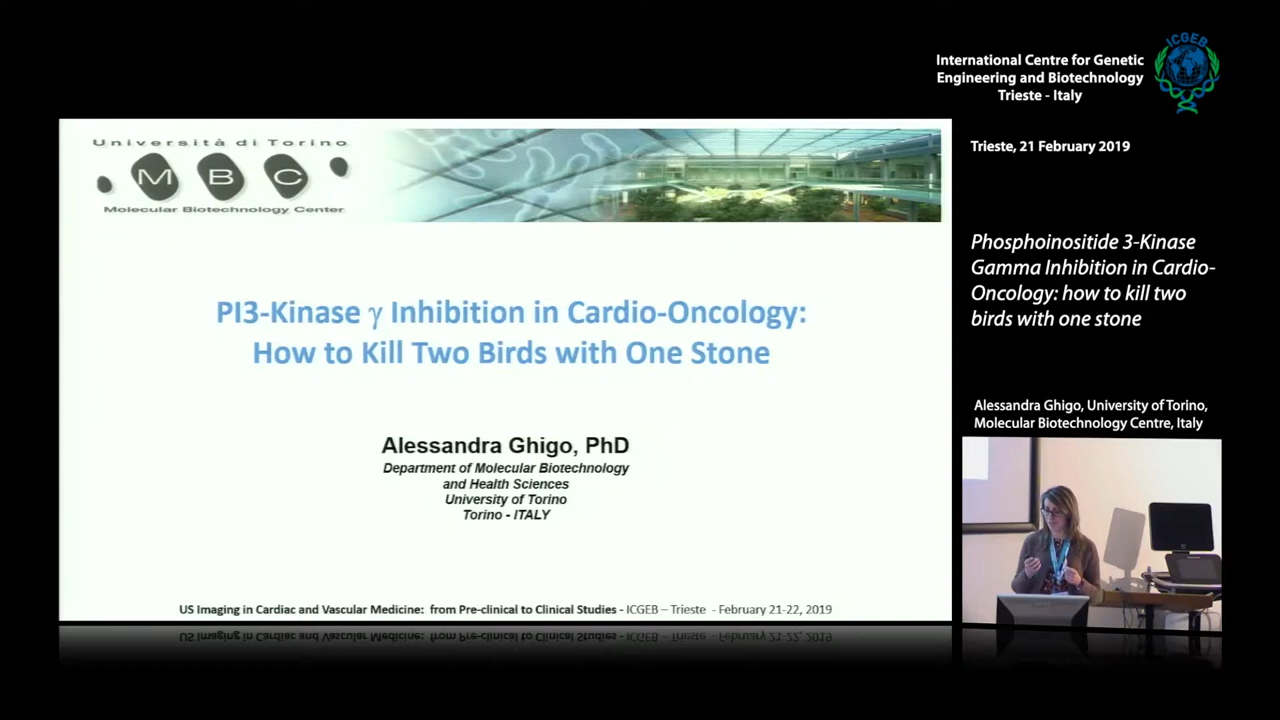 International Centre for Genetic
Engineering and Biotechnology
Trieste - Italy
ICGEB
Trieste, 21 February 2019
Phosphoinositide 3-Kinase
Gamma Inhibition in Cardio-
Oncology: how to kill two
birds with one stone
Alessandra Ghigo, University of Torino,
Molecular Biotechnology Centre, Italy
Università di Torino
M B C
Molecular Biotechnology Center
PI3-Kinase γ Inhibition in Cardio-Oncology:
How to Kill Two Birds with One Stone
Alessandra Ghigo, PhD
Department of Molecular Biotechnology
and Health Sciences
University of Torino
Torino - ITALY
US Imaging in Cardiac and Vascular Medicine: from Pre-clinical to Clinical Studies - ICGEB – Trieste - February 21-22, 2019